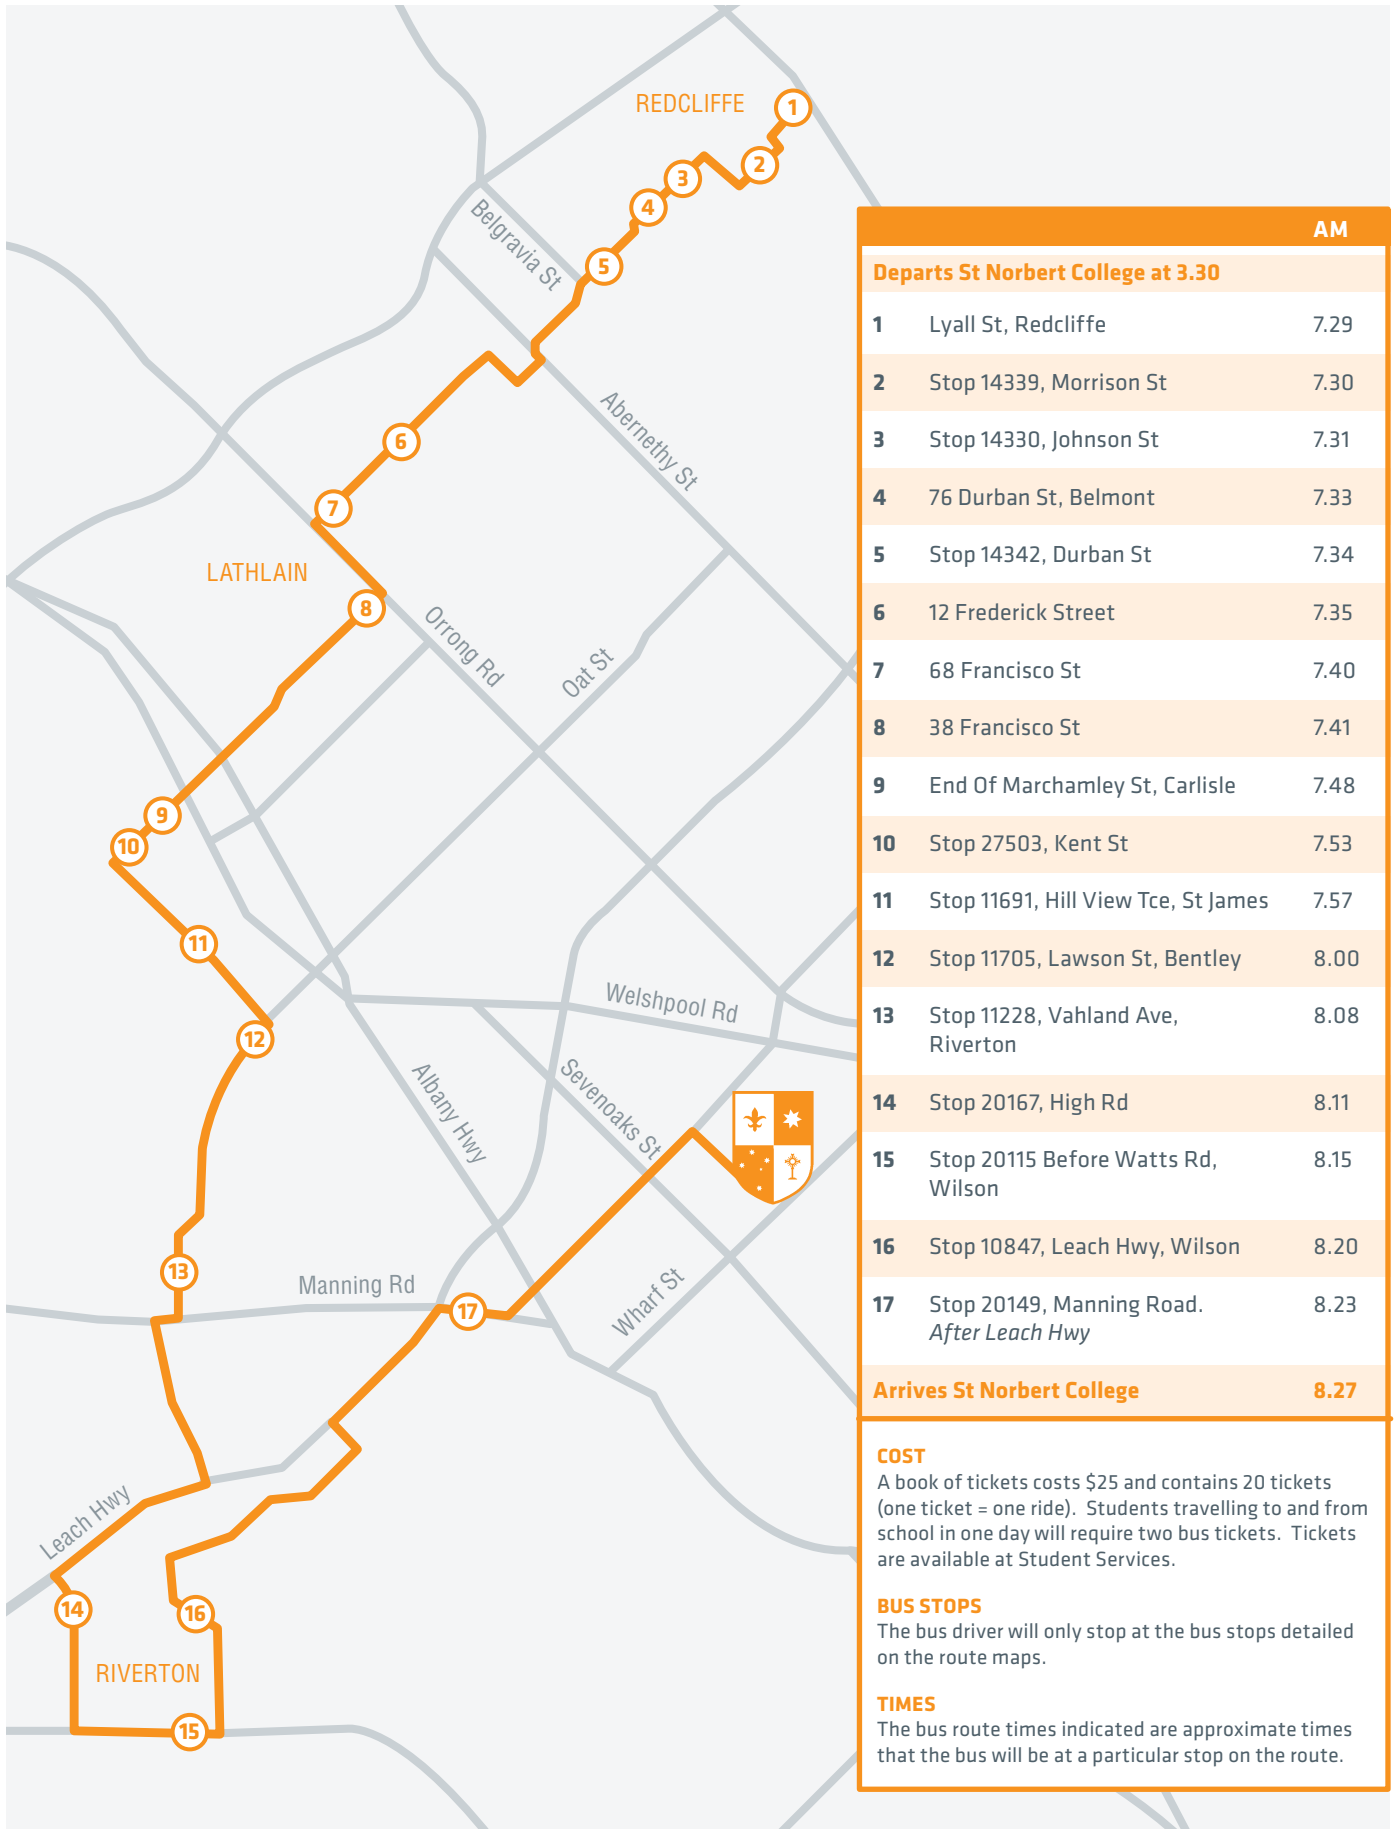 REDCLIFFE
1
2
3
4
5
Belgravia St
Abernethy St
6
7
LATHLAIN
8
Orrong Rd
Oat St
9
10
11
12
Welshpool Rd
Albany Hwy
Sevenoaks St
13
Manning Rd
17
Wharf St
Leach Hwy
14
16
RIVERTON
15
AM
Departs St Norbert College at 3.30
1 Lyall St, Redcliffe 7.29
2 Stop 14339, Morrison St 7.30
3 Stop 14330, Johnson St 7.31
4 76 Durban St, Belmont 7.33
5 Stop 14342, Durban St 7.34
6 12 Frederick Street 7.35
7 68 Francisco St 7.40
8 38 Francisco St 7.41
9 End Of Marchamley St, Carlisle 7.48
10 Stop 27503, Kent St 7.53
11 Stop 11691, Hill View Tce, St James 7.57
12 Stop 11705, Lawson St, Bentley 8.00
13 Stop 11228, Vahland Ave, 8.08
Riverton
14 Stop 20167, High Rd 8.11
15 Stop 20115 Before Watts Rd, 8.15
Wilson
16 Stop 10847, Leach Hwy, Wilson 8.20
17 Stop 20149, Manning Road. 8.23
After Leach Hwy
Arrives St Norbert College 8.27
COST
A book of tickets costs $25 and contains 20 tickets
(one ticket = one ride). Students travelling to and from
school in one day will require two bus tickets. Tickets
are available at Student Services.
BUS STOPS
The bus driver will only stop at the bus stops detailed
on the route maps.
TIMES
The bus route times indicated are approximate times
that the bus will be at a particular stop on the route.